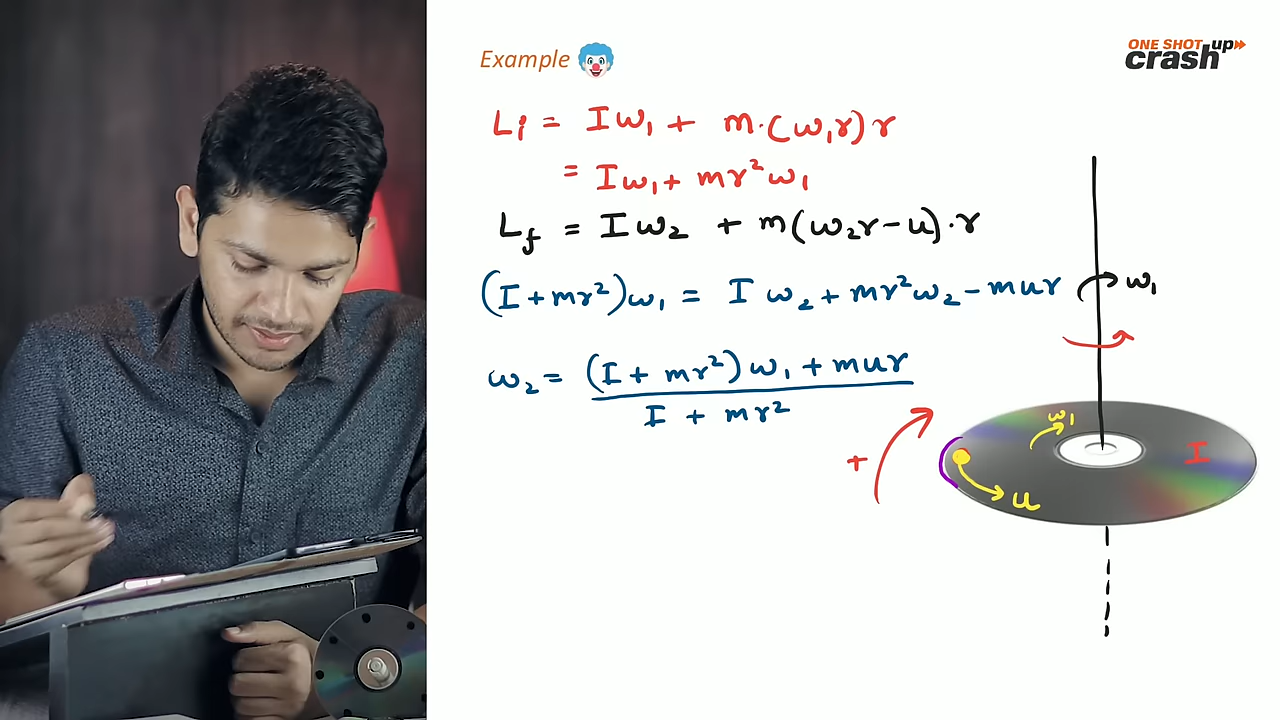 Example
ONE SHOT
crash up
Li = Iω₁ + m·(ω₁r)r
= Iω₁ + mr²ω₁
L_f = Iω₂ + m(ω₂r-u)·r
(I+mr²)ω₁ = Iω₂ + mr²ω₂ - mur
ω₁
ω₂ = (I + mr²)ω₁ + mur
I + mr²
ω₁
+
I
u